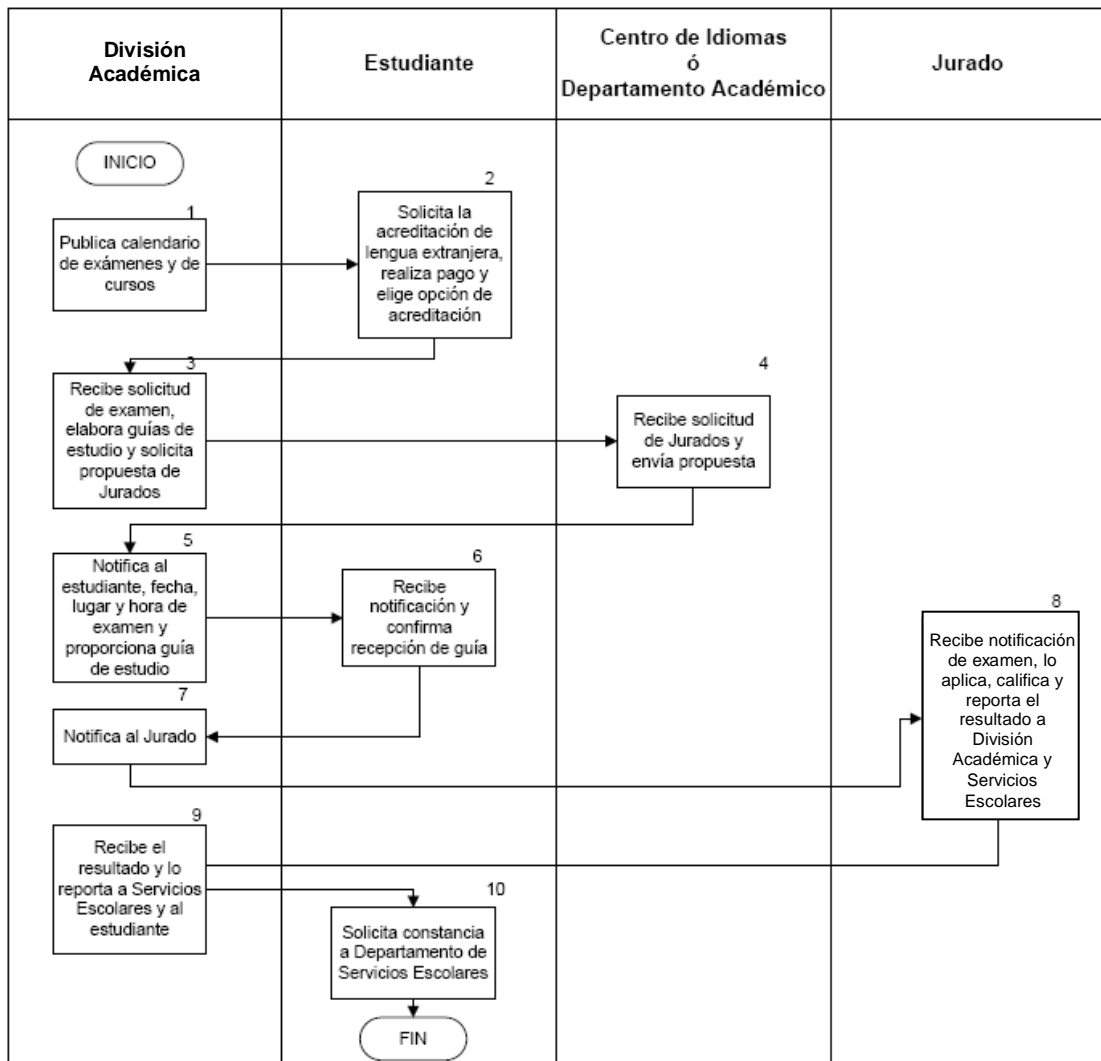 División
Académica
Estudiante
Centro de Idiomas
ó
Departamento Académico
Jurado
INICIO
1
Publica calendario
de exámenes y de
cursos
2
Solicita la
acreditación de
lengua extranjera,
realiza pago y
elige opción de
acreditación
3
Recibe solicitud
de examen,
elabora guías de
estudio y solicita
propuesta de
Jurados
4
Recibe solicitud
de Jurados y
envía propuesta
5
Notifica al
estudiante, fecha,
lugar y hora de
examen y
proporciona guía
de estudio
6
Recibe
notificación y
confirma
recepción de guía
7
Notifica al Jurado
8
Recibe notificación
de examen, lo
aplica, califica y
reporta el
resultado a
División
Académica y
Servicios
Escolares
9
Recibe el
resultado y lo
reporta a Servicios
Escolares y al
estudiante
10
Solicita constancia
a Departamento de
Servicios Escolares
FIN